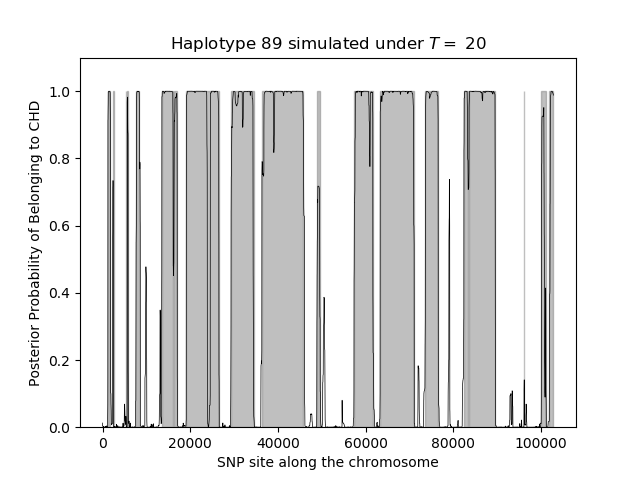 Haplotype 89 simulated under T = 20
Posterior Probability of Belonging to CHD
1.0
0.8
0.6
0.4
0.2
0.0
0 20000 40000 60000 80000 100000
SNP site along the chromosome